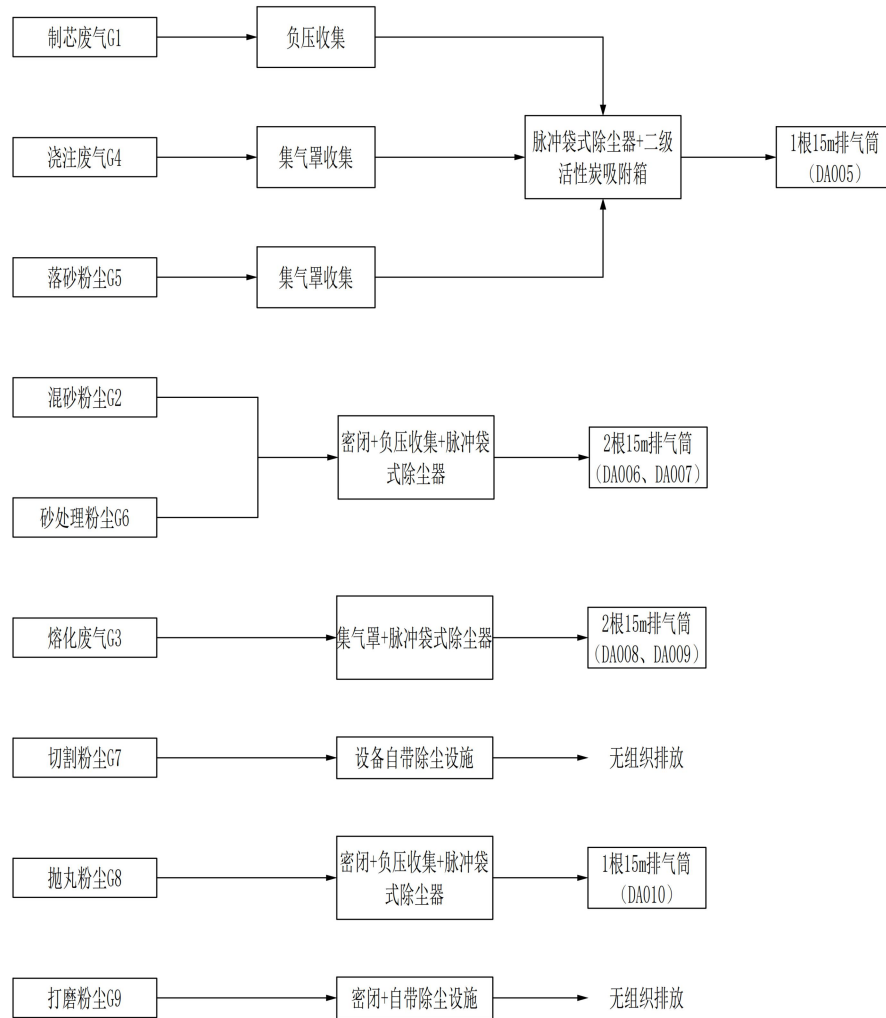 制芯废气G1
负压收集
浇注废气G4
集气罩收集
脉冲袋式除尘器+二级
活性炭吸附箱
1根15m排气筒
（DA005）
落砂粉尘G5
集气罩收集
混砂粉尘G2
砂处理粉尘G6
密闭+负压收集+脉冲袋
式除尘器
2根15m排气筒
（DA006、DA007）
熔化废气G3
集气罩+脉冲袋式除尘器
2根15m排气筒
（DA008、DA009）
切割粉尘G7
设备自带除尘设施
无组织排放
抛丸粉尘G8
密闭+负压收集+脉冲袋
式除尘器
1根15m排气筒
（DA010）
打磨粉尘G9
密闭+自带除尘设施
无组织排放